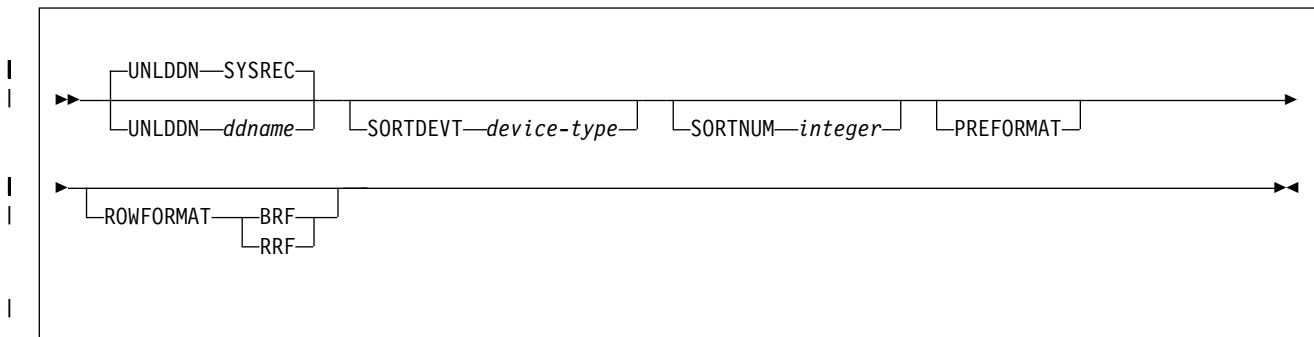 UNLDDN SYSREC
UNLDDN ddname
SORTDEVT device-type
SORTNUM integer
PREFORMAT
ROWFORMAT BRF
RRF